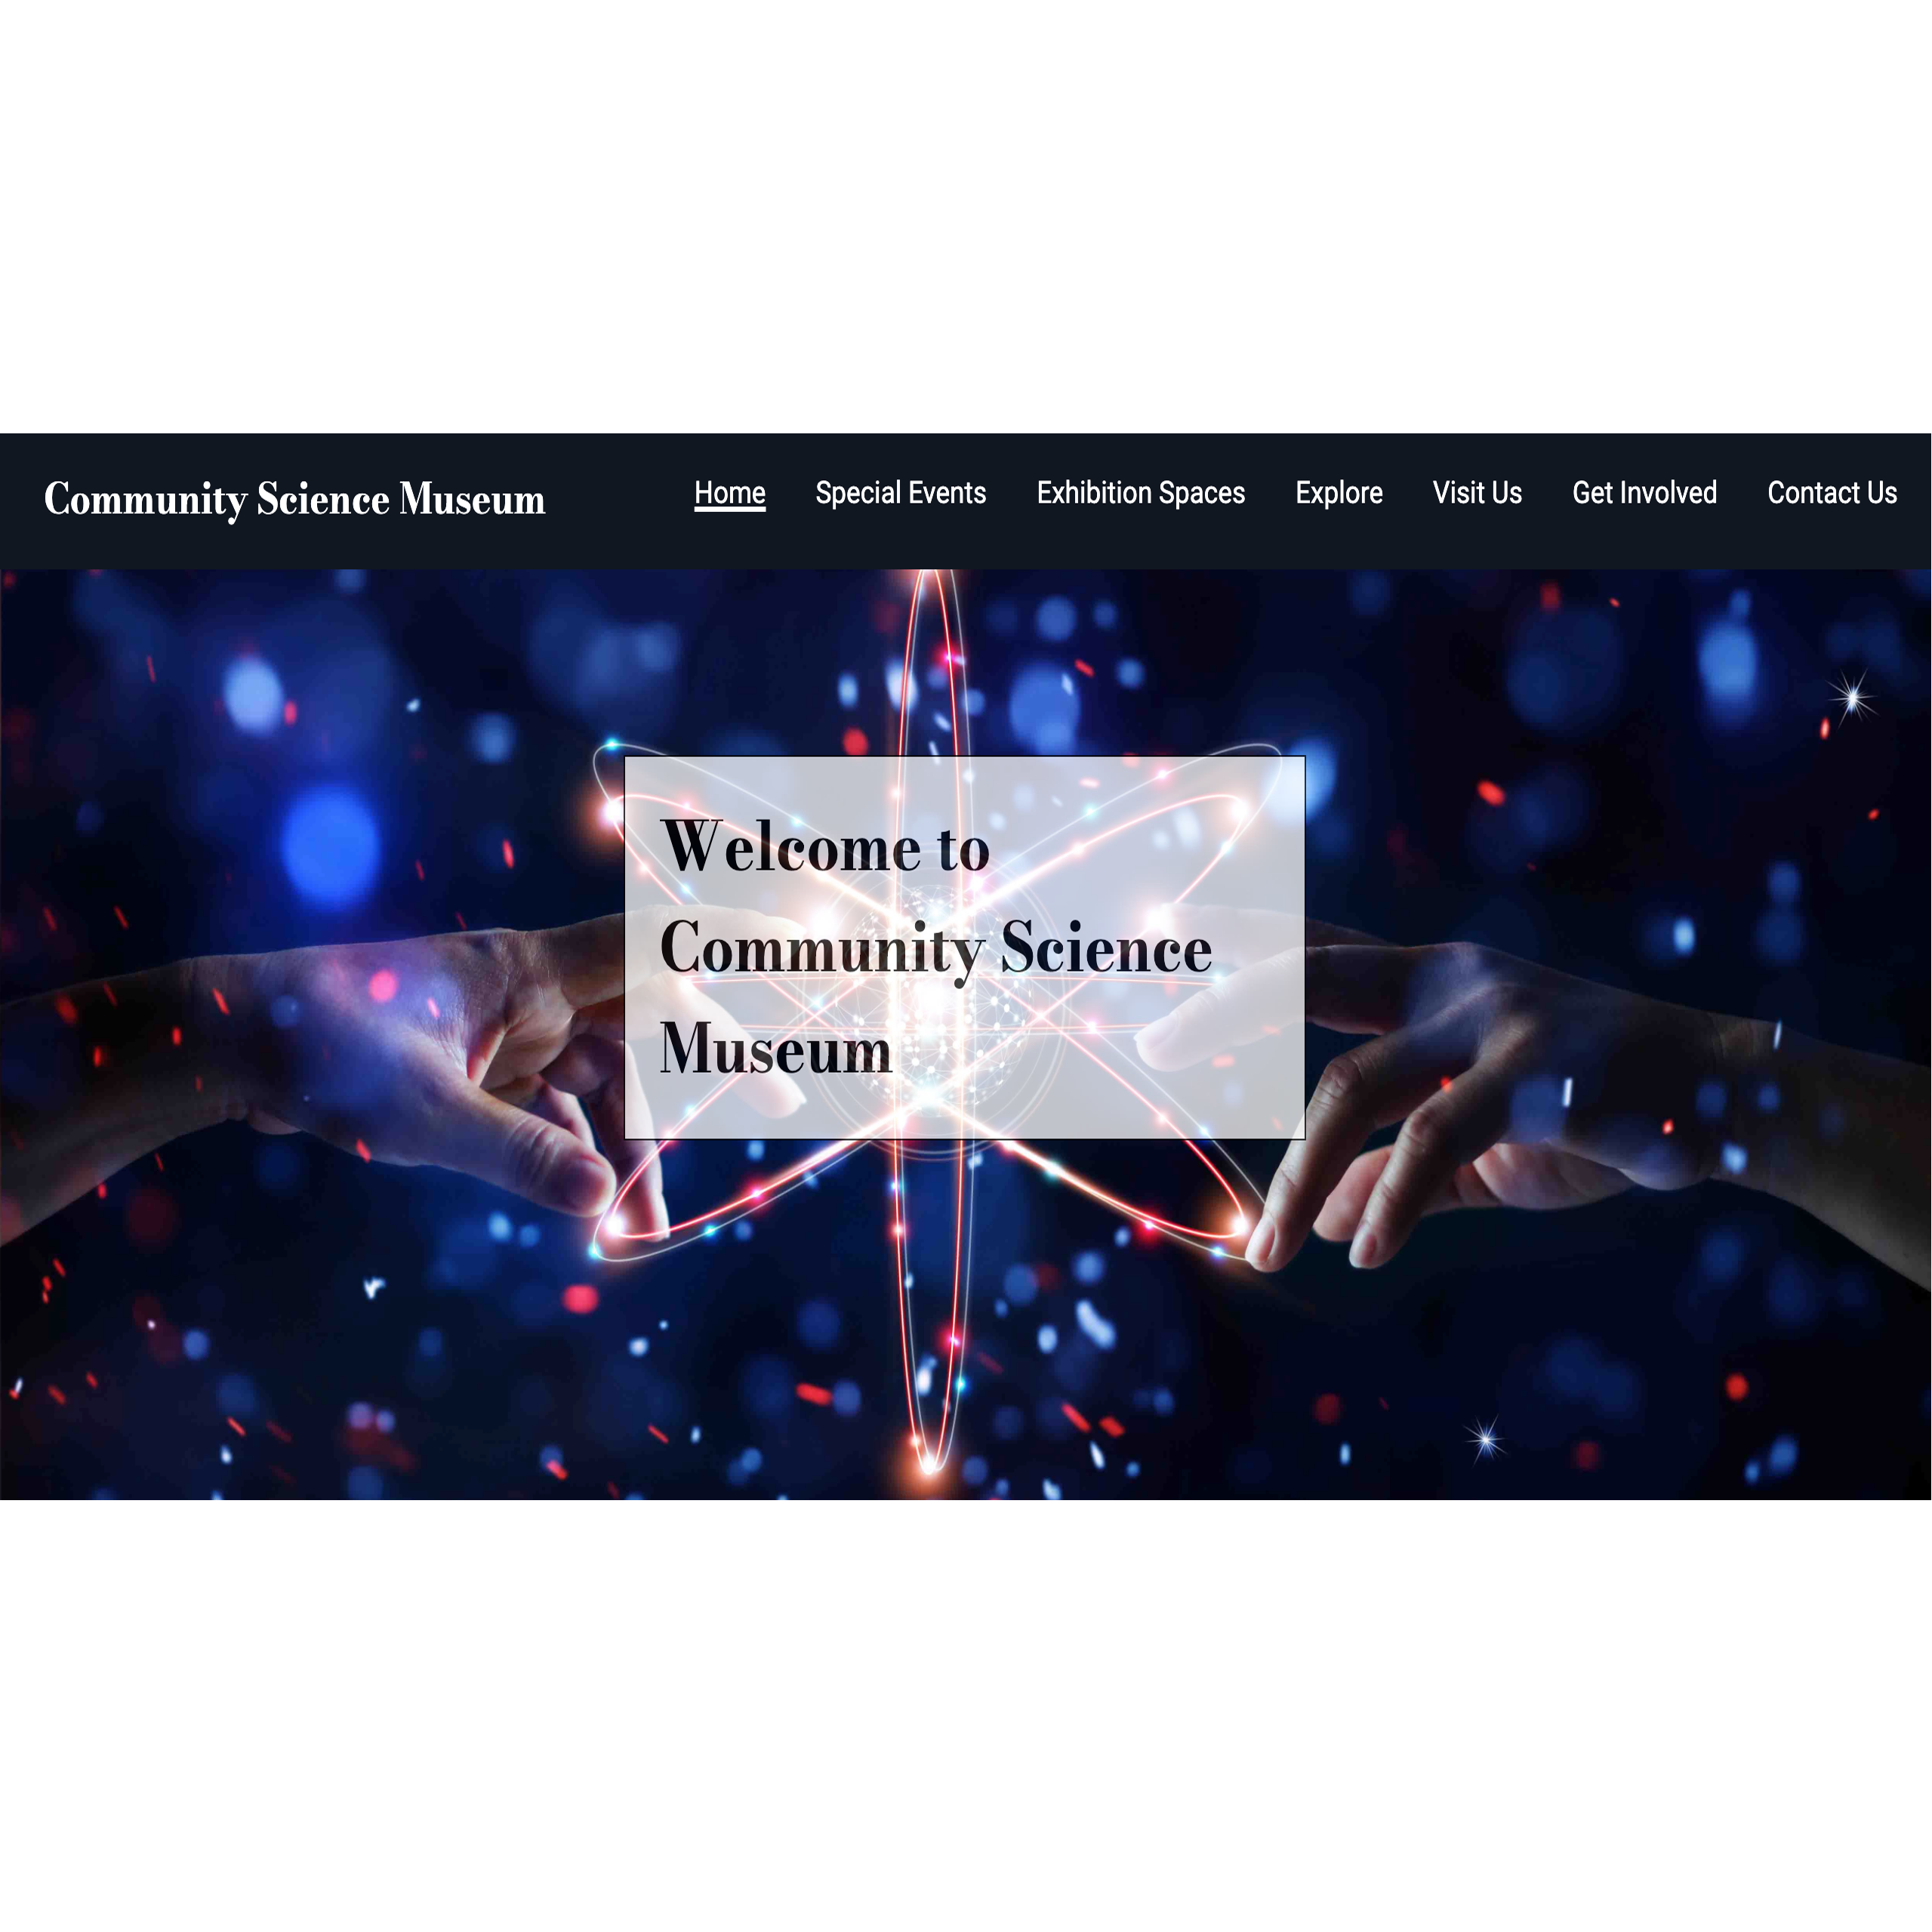 Community Science Museum
Home Special Events Exhibition Spaces Explore Visit Us Get Involved Contact Us
Welcome to
Community Science
Museum